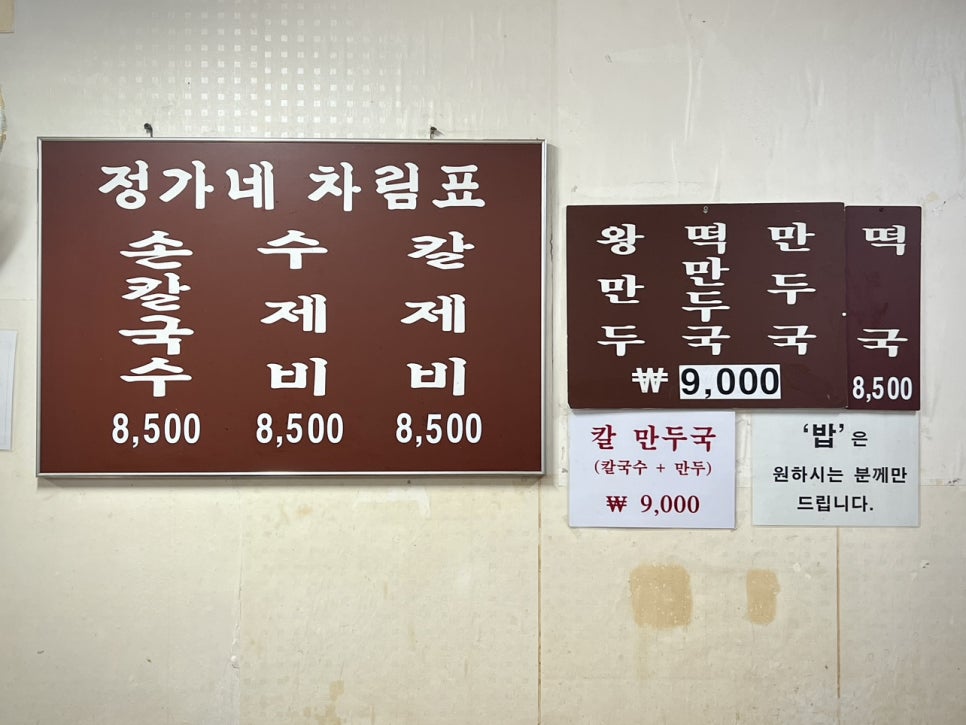 정가네 차림표
손칼국수 8,500
수제비 8,500
칼제비 8,500
왕만두
떡만두국
만두국
₩ 9,000
떡국
8,500
칼 만두국
(칼국수 + 만두)
₩ 9,000
‘밥’은
원하시는 분께만
드립니다.